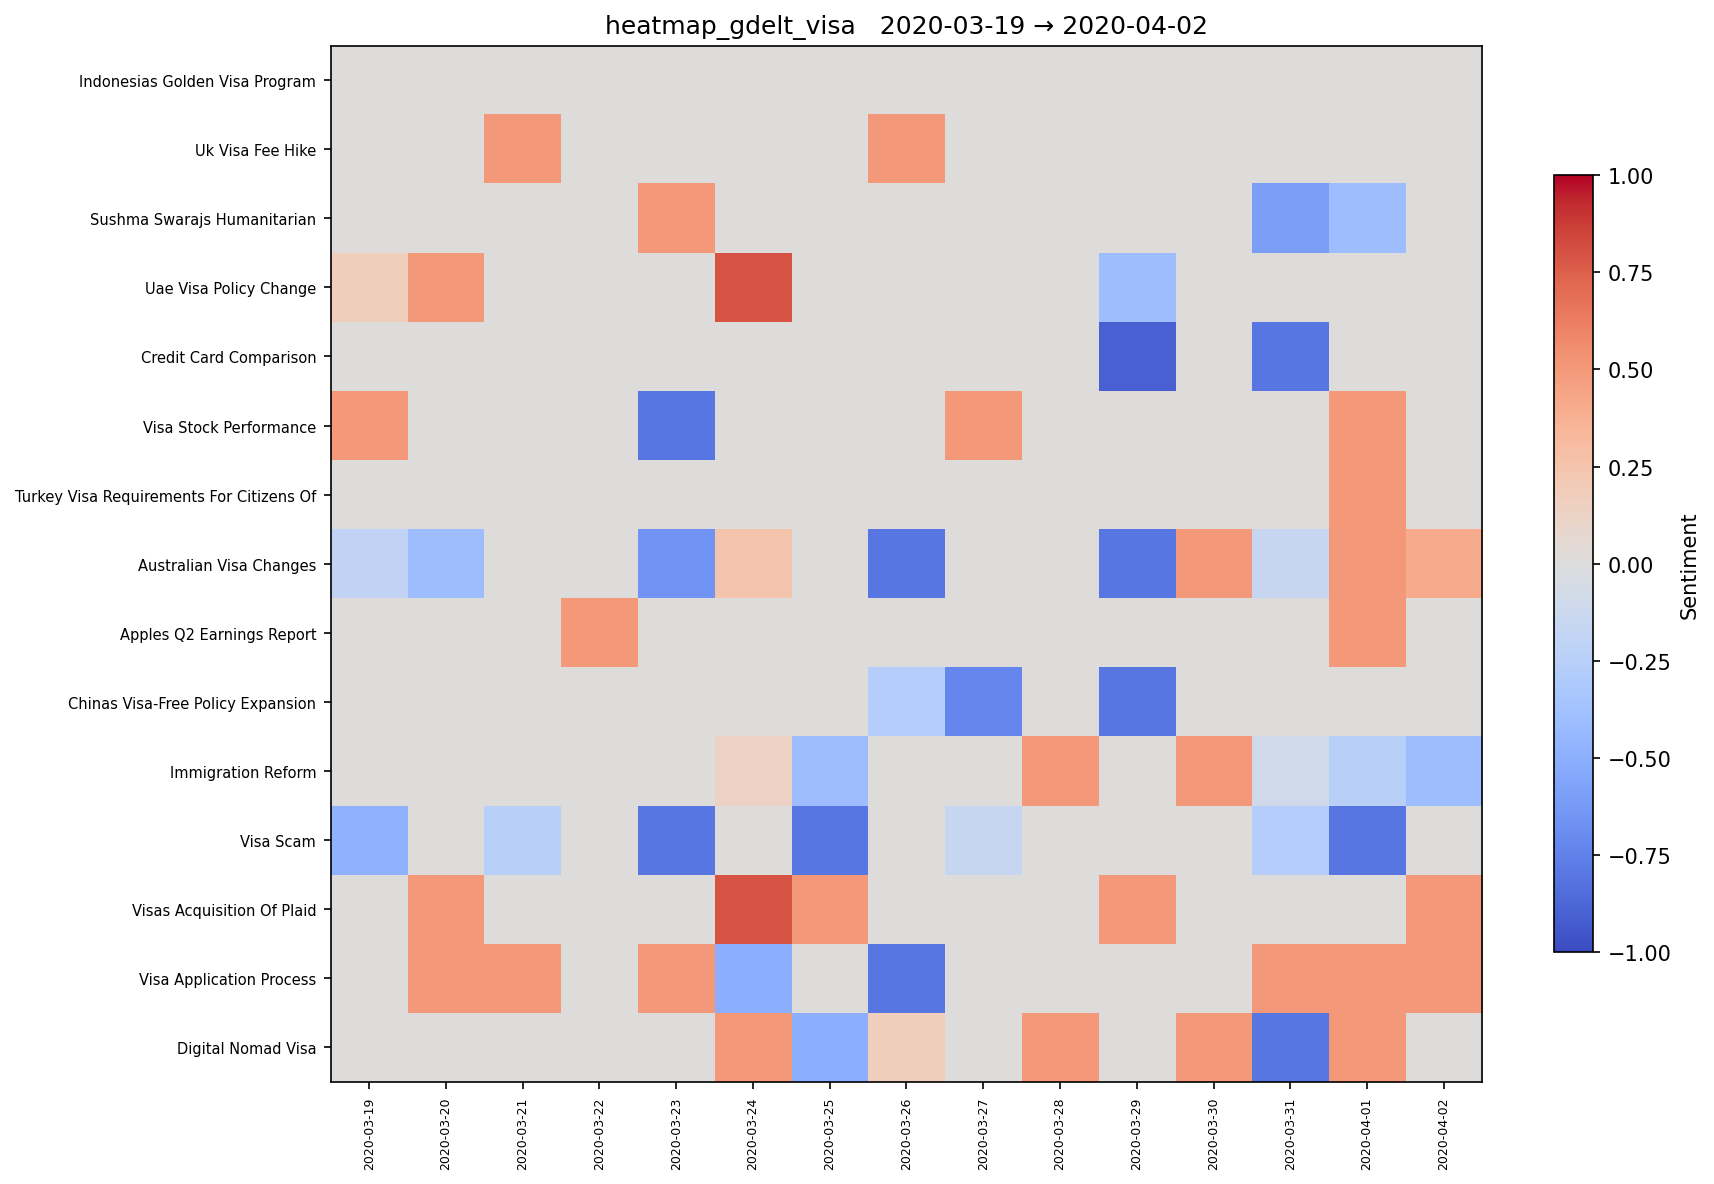 heatmap_gdelt_visa   2020-03-19 → 2020-04-02
Indonesias Golden Visa Program
Uk Visa Fee Hike
Sushma Swarajs Humanitarian
Uae Visa Policy Change
Credit Card Comparison
Visa Stock Performance
Turkey Visa Requirements For Citizens Of
Australian Visa Changes
Apples Q2 Earnings Report
Chinas Visa-Free Policy Expansion
Immigration Reform
Visa Scam
Visas Acquisition Of Plaid
Visa Application Process
Digital Nomad Visa
2020-03-19
2020-03-20
2020-03-21
2020-03-22
2020-03-23
2020-03-24
2020-03-25
2020-03-26
2020-03-27
2020-03-28
2020-03-29
2020-03-30
2020-03-31
2020-04-01
2020-04-02
1.00
0.75
0.50
0.25
0.00
−0.25
−0.50
−0.75
−1.00
Sentiment